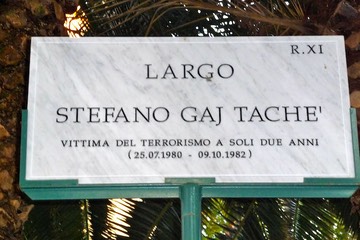 R.XI
LARGO
STEFANO GAJ TACHE'
VITTIMA DEL TERRORISMO A SOLI DUE ANNI
(25.07.1980 - 09.10.1982)